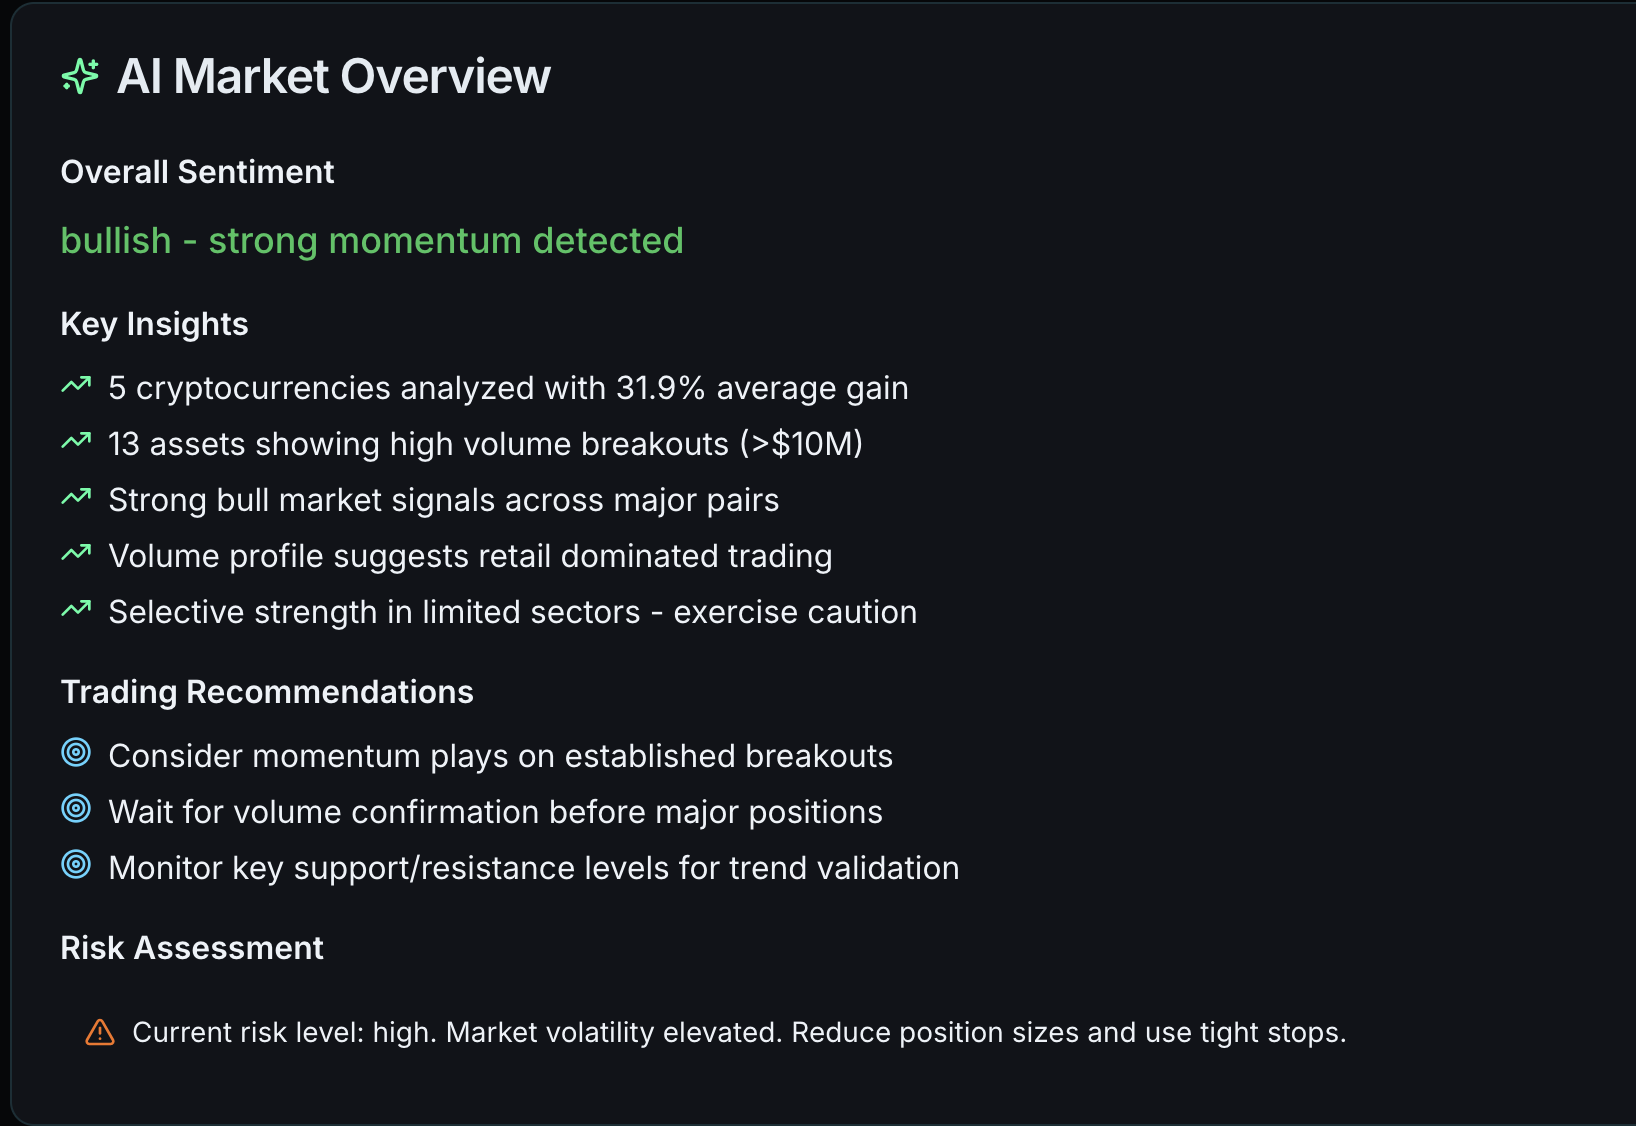 AI Market Overview
Overall Sentiment
bullish - strong momentum detected
Key Insights
5 cryptocurrencies analyzed with 31.9% average gain
13 assets showing high volume breakouts (>$10M)
Strong bull market signals across major pairs
Volume profile suggests retail dominated trading
Selective strength in limited sectors - exercise caution
Trading Recommendations
Consider momentum plays on established breakouts
Wait for volume confirmation before major positions
Monitor key support/resistance levels for trend validation
Risk Assessment
Current risk level: high. Market volatility elevated. Reduce position sizes and use tight stops.